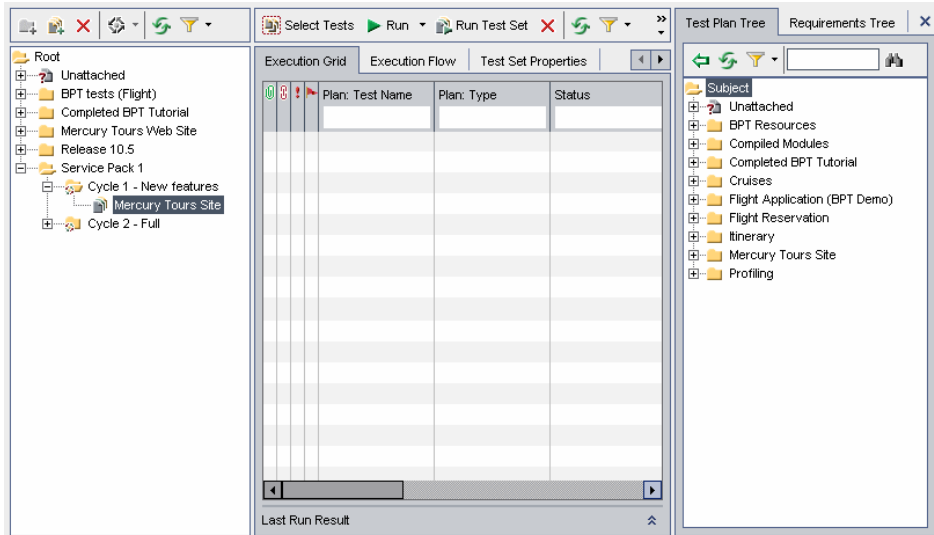 Root
Unattached
BPT tests (Flight)
Completed BPT Tutorial
Mercury Tours Web Site
Release 10.5
Service Pack 1
Cycle 1 - New features
Mercury Tours Site
Cycle 2 - Full
Select Tests Run Run Test Set
Execution Grid Execution Flow Test Set Properties
Plan: Test Name Plan: Type Status
Last Run Result
Test Plan Tree Requirements Tree
Subject
Unattached
BPT Resources
Compiled Modules
Completed BPT Tutorial
Cruises
Flight Application (BPT Demo)
Flight Reservation
Itinerary
Mercury Tours Site
Profiling